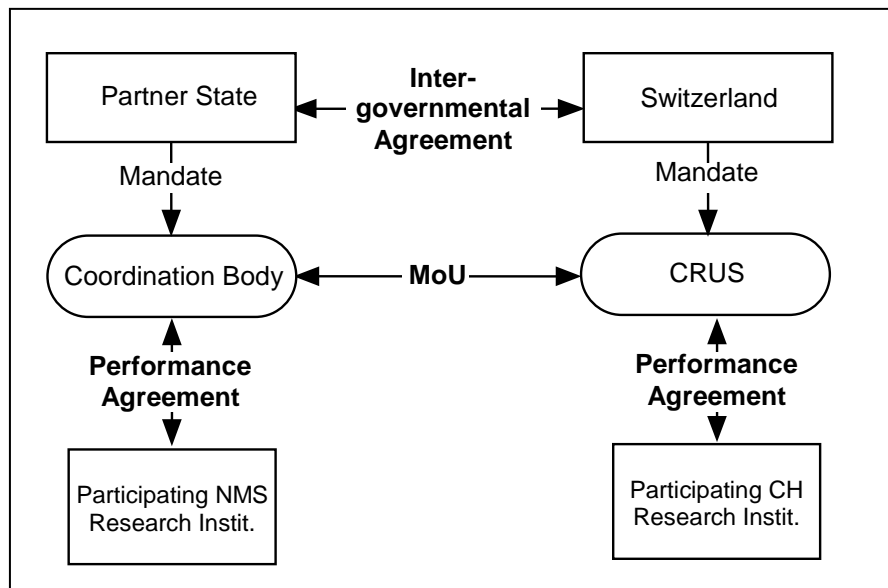 Partner State
Inter-
governmental
Agreement
Switzerland
Mandate
Mandate
Coordination Body
MoU
CRUS
Performance
Agreement
Performance
Agreement
Participating NMS
Research Instit.
Participating CH
Research Instit.